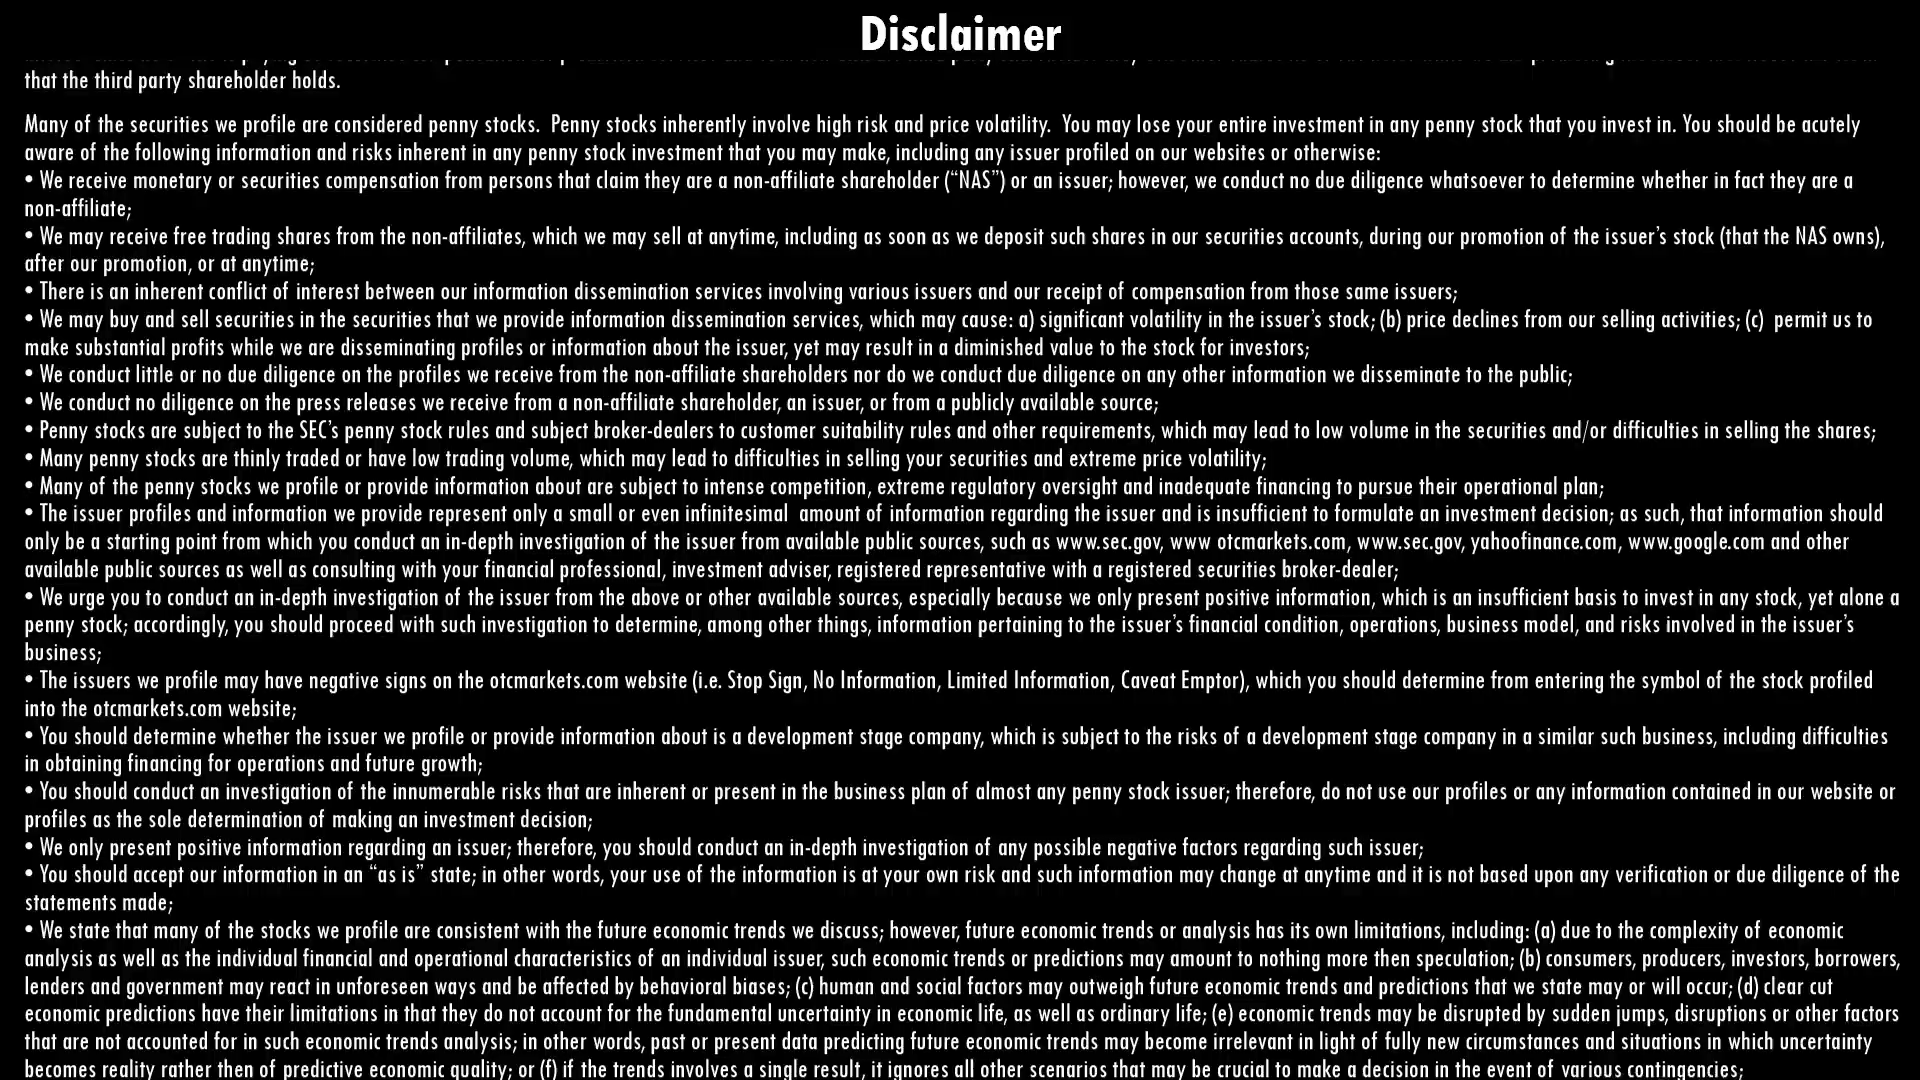 Disclaimer
that the third party shareholder holds.
Many of the securities we profile are considered penny stocks.  Penny stocks inherently involve high risk and price volatility.  You may lose your entire investment in any penny stock that you invest in. You should be acutely
aware of the following information and risks inherent in any penny stock investment that you may make, including any issuer profiled on our websites or otherwise:
• We receive monetary or securities compensation from persons that claim they are a non-affiliate shareholder (“NAS”) or an issuer; however, we conduct no due diligence whatsoever to determine whether in fact they are a
non-affiliate;
• We may receive free trading shares from the non-affiliates, which we may sell at anytime, including as soon as we deposit such shares in our securities accounts, during our promotion of the issuer’s stock (that the NAS owns),
after our promotion, or at anytime;
• There is an inherent conflict of interest between our information dissemination services involving various issuers and our receipt of compensation from those same issuers;
• We may buy and sell securities in the securities that we provide information dissemination services, which may cause: a) significant volatility in the issuer’s stock; (b) price declines from our selling activities; (c)  permit us to
make substantial profits while we are disseminating profiles or information about the issuer, yet may result in a diminished value to the stock for investors;
• We conduct little or no due diligence on the profiles we receive from the non-affiliate shareholders nor do we conduct due diligence on any other information we disseminate to the public;
• We conduct no diligence on the press releases we receive from a non-affiliate shareholder, an issuer, or from a publicly available source;
• Penny stocks are subject to the SEC’s penny stock rules and subject broker-dealers to customer suitability rules and other requirements, which may lead to low volume in the securities and/or difficulties in selling the shares;
• Many penny stocks are thinly traded or have low trading volume, which may lead to difficulties in selling your securities and extreme price volatility;
• Many of the penny stocks we profile or provide information about are subject to intense competition, extreme regulatory oversight and inadequate financing to pursue their operational plan;
• The issuer profiles and information we provide represent only a small or even infinitesimal  amount of information regarding the issuer and is insufficient to formulate an investment decision; as such, that information should
only be a starting point from which you conduct an in-depth investigation of the issuer from available public sources, such as www.sec.gov, www otcmarkets.com, www.sec.gov, yahoofinance.com, www.google.com and other
available public sources as well as consulting with your financial professional, investment adviser, registered representative with a registered securities broker-dealer;
• We urge you to conduct an in-depth investigation of the issuer from the above or other available sources, especially because we only present positive information, which is an insufficient basis to invest in any stock, yet alone a
penny stock; accordingly, you should proceed with such investigation to determine, among other things, information pertaining to the issuer’s financial condition, operations, business model, and risks involved in the issuer’s
business;
• The issuers we profile may have negative signs on the otcmarkets.com website (i.e. Stop Sign, No Information, Limited Information, Caveat Emptor), which you should determine from entering the symbol of the stock profiled
into the otcmarkets.com website;
• You should determine whether the issuer we profile or provide information about is a development stage company, which is subject to the risks of a development stage company in a similar such business, including difficulties
in obtaining financing for operations and future growth;
• You should conduct an investigation of the innumerable risks that are inherent or present in the business plan of almost any penny stock issuer; therefore, do not use our profiles or any information contained in our website or
profiles as the sole determination of making an investment decision;
• We only present positive information regarding an issuer; therefore, you should conduct an in-depth investigation of any possible negative factors regarding such issuer;
• You should accept our information in an “as is” state; in other words, your use of the information is at your own risk and such information may change at anytime and it is not based upon any verification or due diligence of the
statements made;
• We state that many of the stocks we profile are consistent with the future economic trends we discuss; however, future economic trends or analysis has its own limitations, including: (a) due to the complexity of economic
analysis as well as the individual financial and operational characteristics of an individual issuer, such economic trends or predictions may amount to nothing more then speculation; (b) consumers, producers, investors, borrowers,
lenders and government may react in unforeseen ways and be affected by behavioral biases; (c) human and social factors may outweigh future economic trends and predictions that we state may or will occur; (d) clear cut
economic predictions have their limitations in that they do not account for the fundamental uncertainty in economic life, as well as ordinary life; (e) economic trends may be disrupted by sudden jumps, disruptions or other factors
that are not accounted for in such economic trends analysis; in other words, past or present data predicting future economic trends may become irrelevant in light of fully new circumstances and situations in which uncertainty
becomes reality rather then of predictive economic quality; or (f) if the trends involves a single result, it ignores all other scenarios that may be crucial to make a decision in the event of various contingencies;